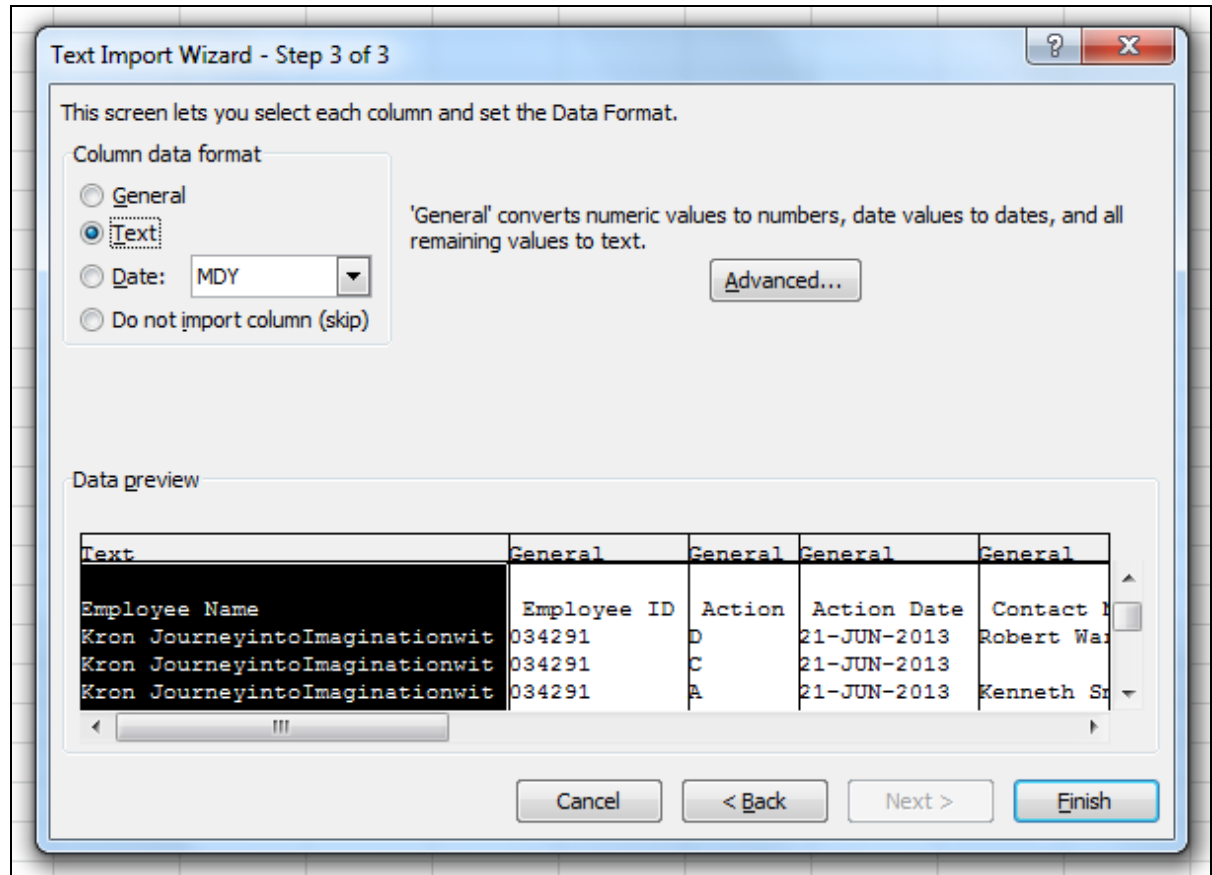 Text Import Wizard - Step 3 of 3
This screen lets you select each column and set the Data Format.
Column data format
General
Text
Date: MDY
Do not import column (skip)
'General' converts numeric values to numbers, date values to dates, and all
remaining values to text.
Advanced...
Data preview
Text General General General General
Employee Name Employee ID Action Action Date Contact
Kron JourneyintoImaginationwit 034291 D 21-JUN-2013 Robert
Kron JourneyintoImaginationwit 034291 C 21-JUN-2013
Kron JourneyintoImaginationwit 034291 A 21-JUN-2013 Kenneth
Cancel < Back Next > Finish